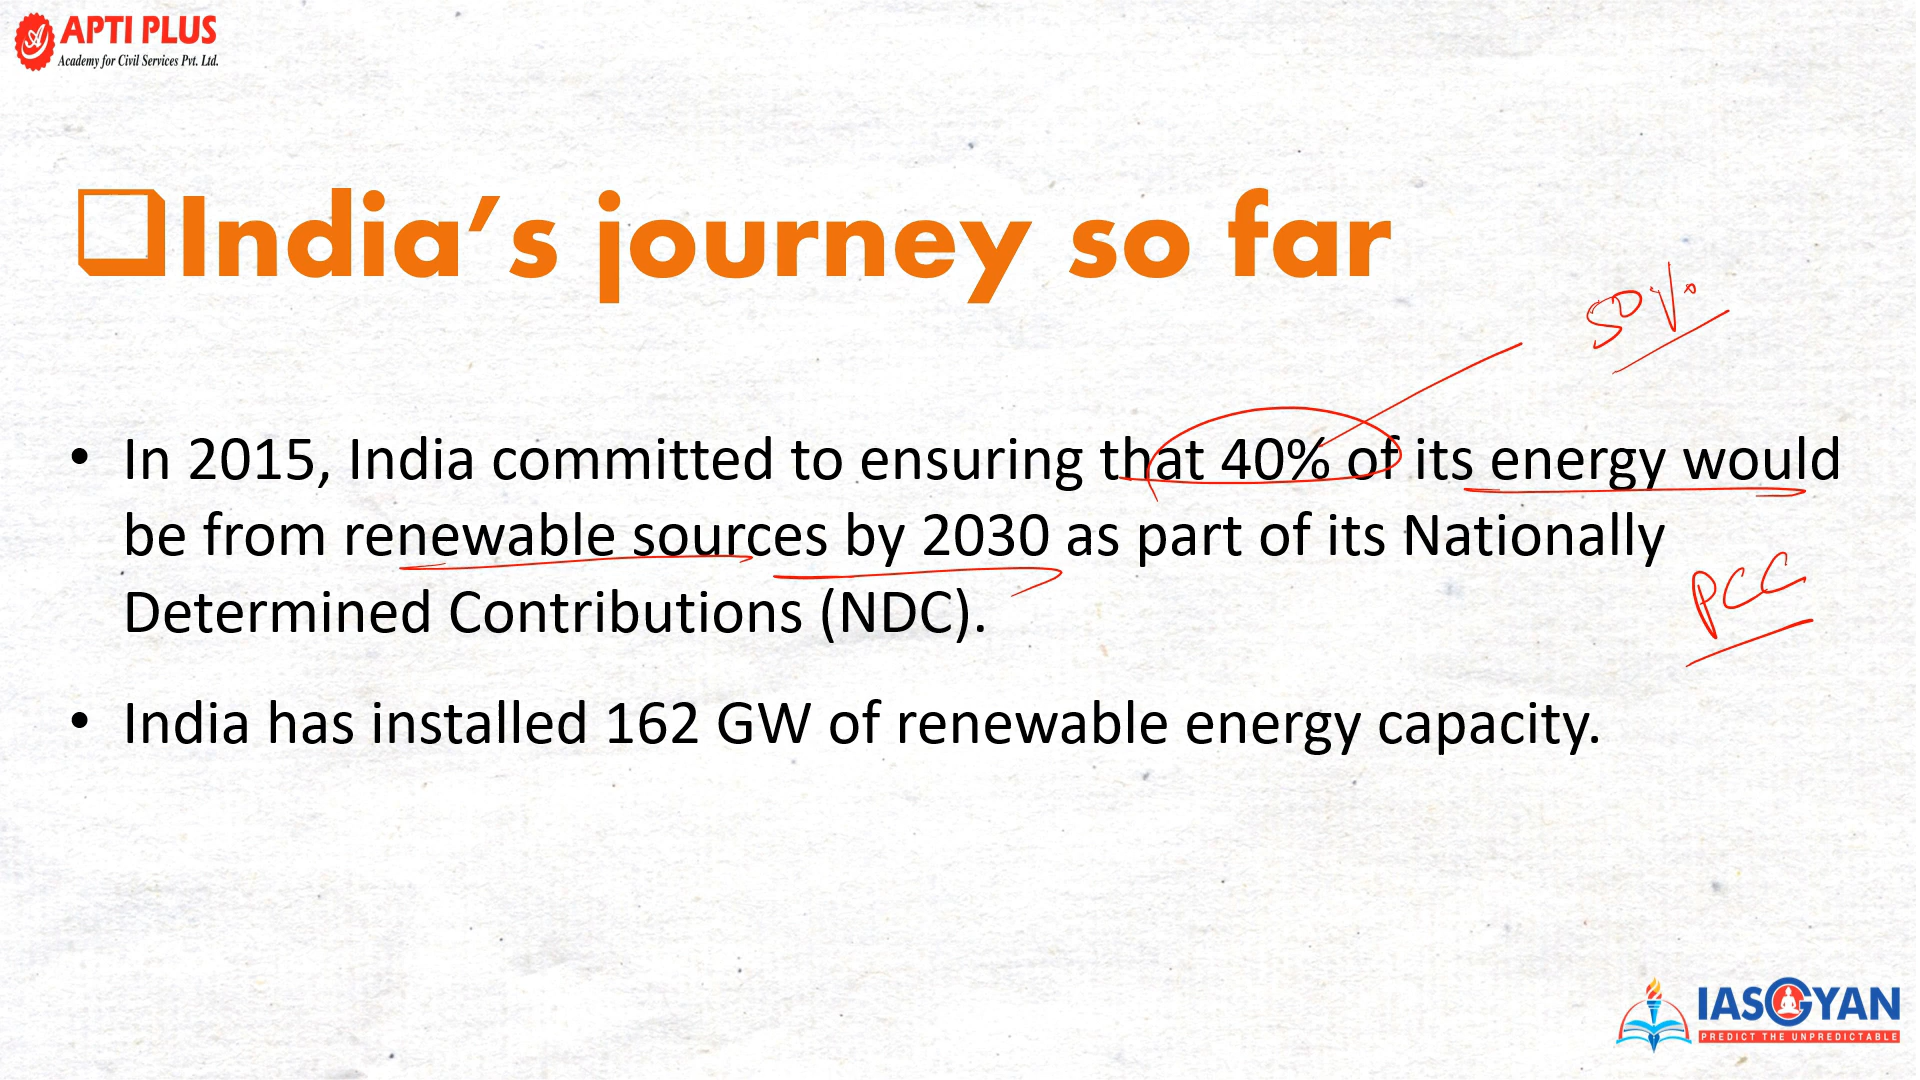 APTI PLUS
Academy for Civil Services Pvt. Ltd.
India’s journey so far
50%
• In 2015, India committed to ensuring that 40% of its energy would
be from renewable sources by 2030 as part of its Nationally
Determined Contributions (NDC).
PCC
• India has installed 162 GW of renewable energy capacity.
IASGYAN
PREDICT THE UNPREDICTABLE